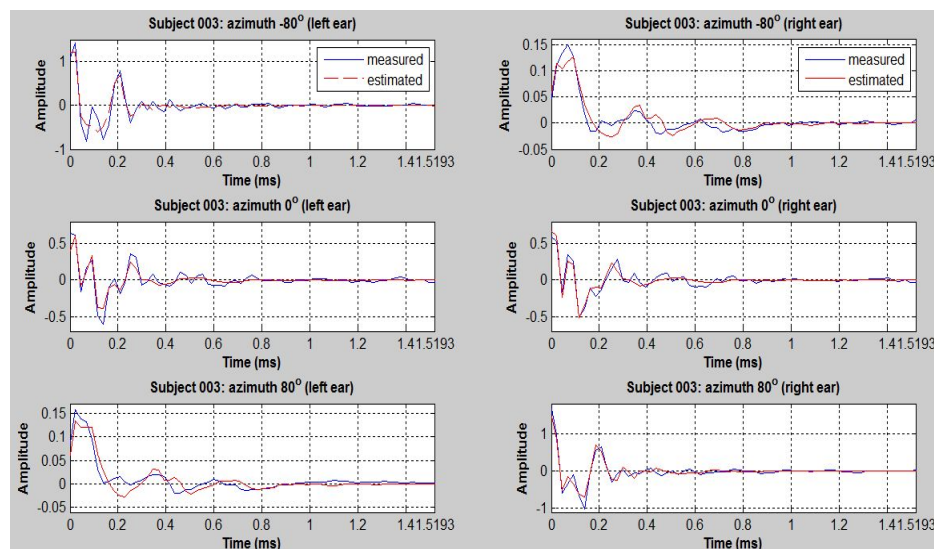 Subject 003: azimuth -80° (left ear)
Amplitude
1
0
-1
measured
estimated
0 0.2 0.4 0.6 0.8 1 1.2 1.41.5193
Time (ms)
Subject 003: azimuth -80° (right ear)
Amplitude
0.15
0.1
0.05
0
-0.05
measured
estimated
0 0.2 0.4 0.6 0.8 1 1.2 1.41.5193
Time (ms)
Subject 003: azimuth 0° (left ear)
Amplitude
0.5
0
-0.5
0 0.2 0.4 0.6 0.8 1 1.2 1.41.5193
Time (ms)
Subject 003: azimuth 0° (right ear)
Amplitude
0.5
0
-0.5
0 0.2 0.4 0.6 0.8 1 1.2 1.41.5193
Time (ms)
Subject 003: azimuth 80° (left ear)
Amplitude
0.15
0.1
0.05
0
-0.05
0 0.2 0.4 0.6 0.8 1 1.2 1.41.5193
Time (ms)
Subject 003: azimuth 80° (right ear)
Amplitude
1
0
-1
0 0.2 0.4 0.6 0.8 1 1.2 1.41.5193
Time (ms)